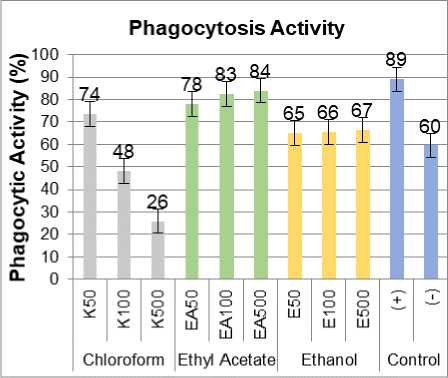 Phagocytosis Activity
Phagocytic Activity (%)
100
90
80
70
60
50
40
30
20
10
0
74
48
26
78
83
84
65
66
67
89
60
K50
K100
K500
EA50
EA100
EA500
E50
E100
E500
(+)
(-)
Chloroform
Ethyl Acetate
Ethanol
Control